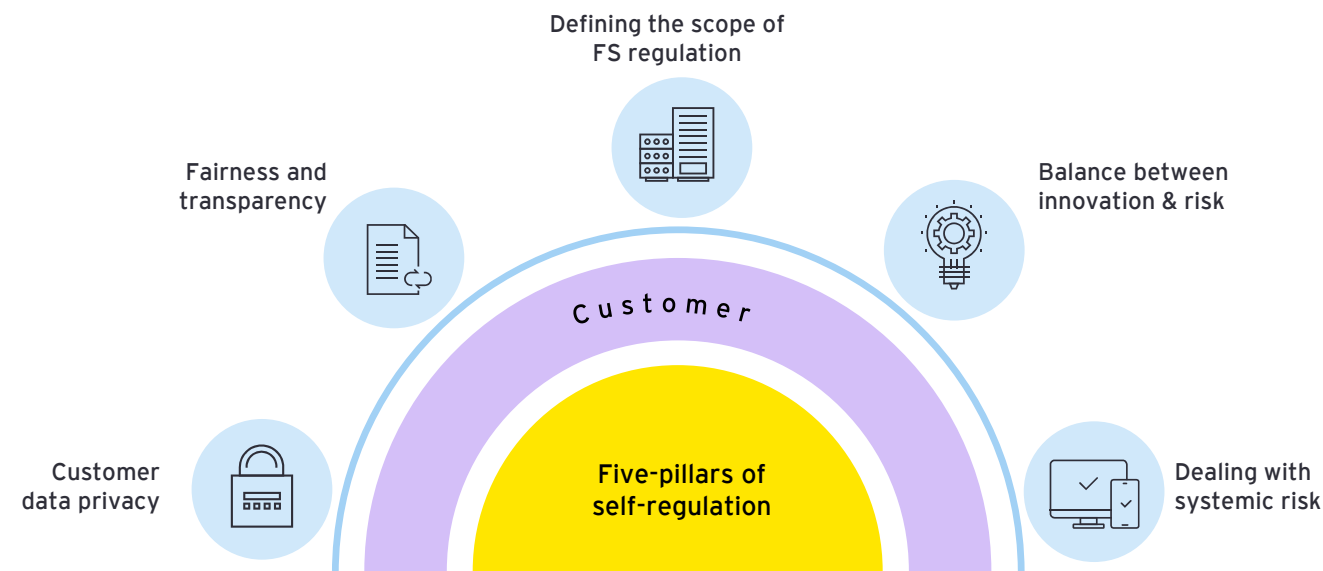 Defining the scope of
FS regulation
Fairness and
transparency
Balance between
innovation & risk
Customer
Customer
data privacy
Five-pillars of
self-regulation
Dealing with
systemic risk